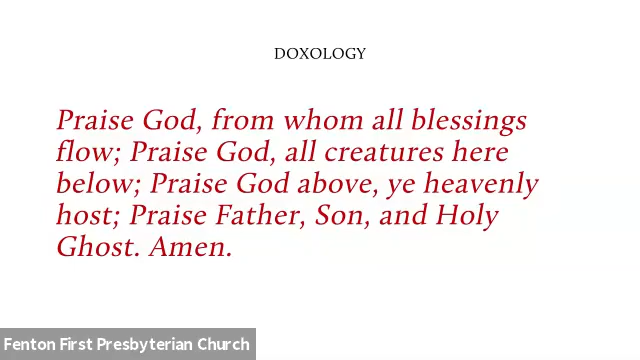 DOXOLOGY
Praise God, from whom all blessings
flow; Praise God, all creatures here
below; Praise God above, ye heavenly
host; Praise Father, Son, and Holy
Ghost. Amen.
Fenton First Presbyterian Church